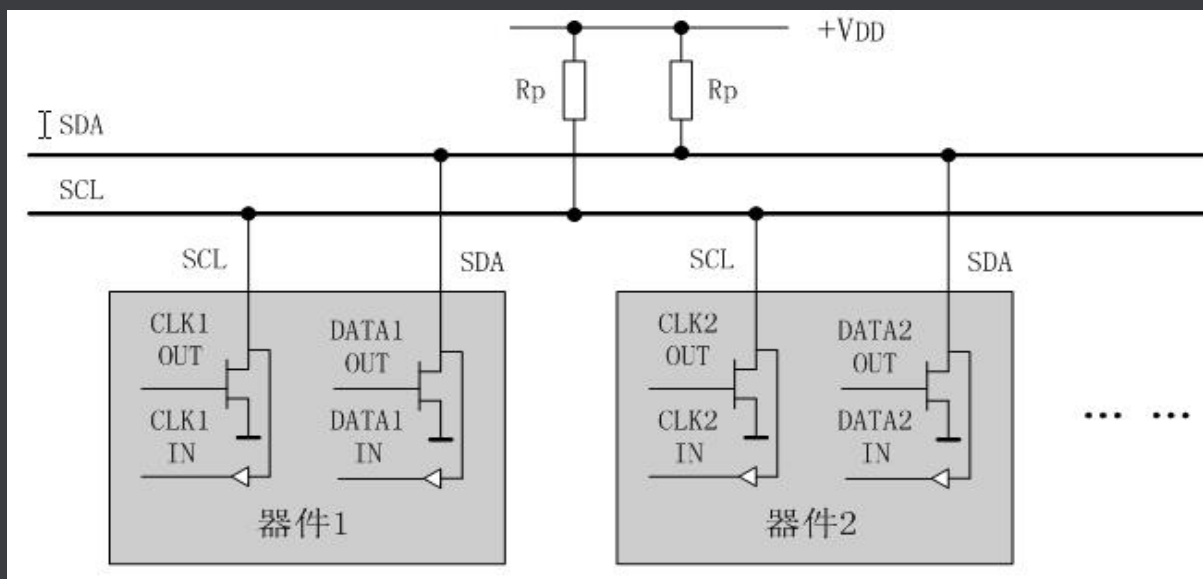 +VDD
Rp
Rp
SDA
SCL
SCL
SDA
SCL
SDA
CLK1
OUT
DATA1
OUT
CLK1
IN
DATA1
IN
器件1
CLK2
OUT
DATA2
OUT
CLK2
IN
DATA2
IN
器件2
... ...